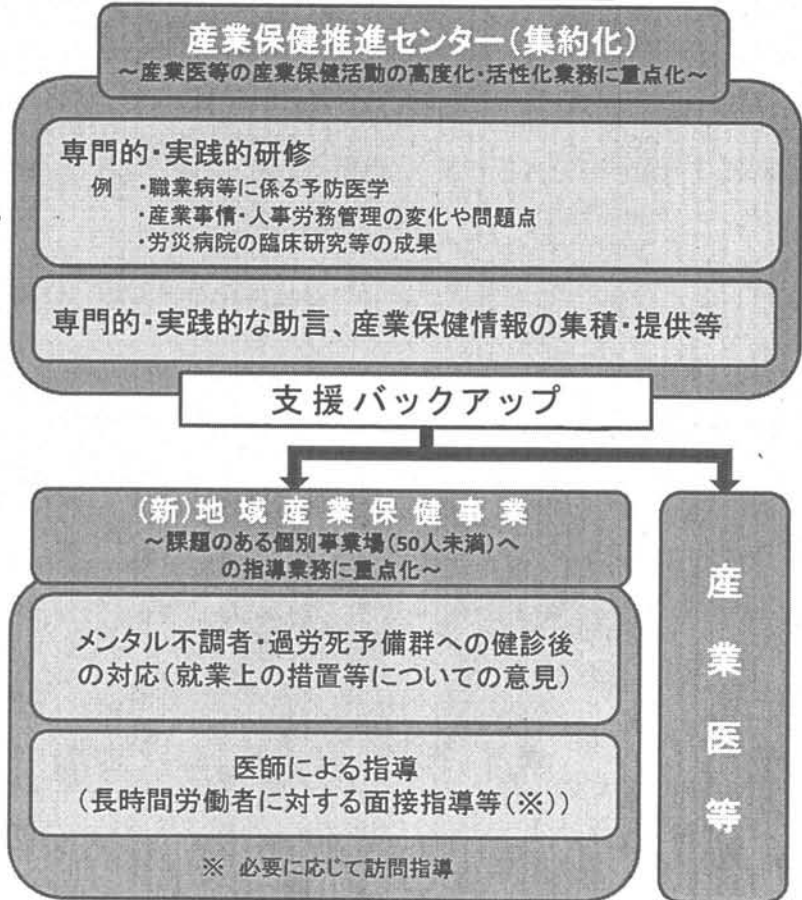 産業保健推進センター(集約化)
～産業医等の産業保健活動の高度化・活性化業務に重点化～
専門的・実践的研修
例 ・職業病等に係る予防医学
・産業事情・人事労務管理の変化や問題点
・労災病院の臨床研究等の成果
専門的・実践的な助言、産業保健情報の集積・提供等
支援バックアップ
(新)地域産業保健事業
～課題のある個別事業場(50人未満)へ
の指導業務に重点化～
メンタル不調者・過労死予備群への健診後
の対応(就業上の措置等についての意見)
医師による指導
(長時間労働者に対する面接指導等(※))
※ 必要に応じて訪問指導
産業医等